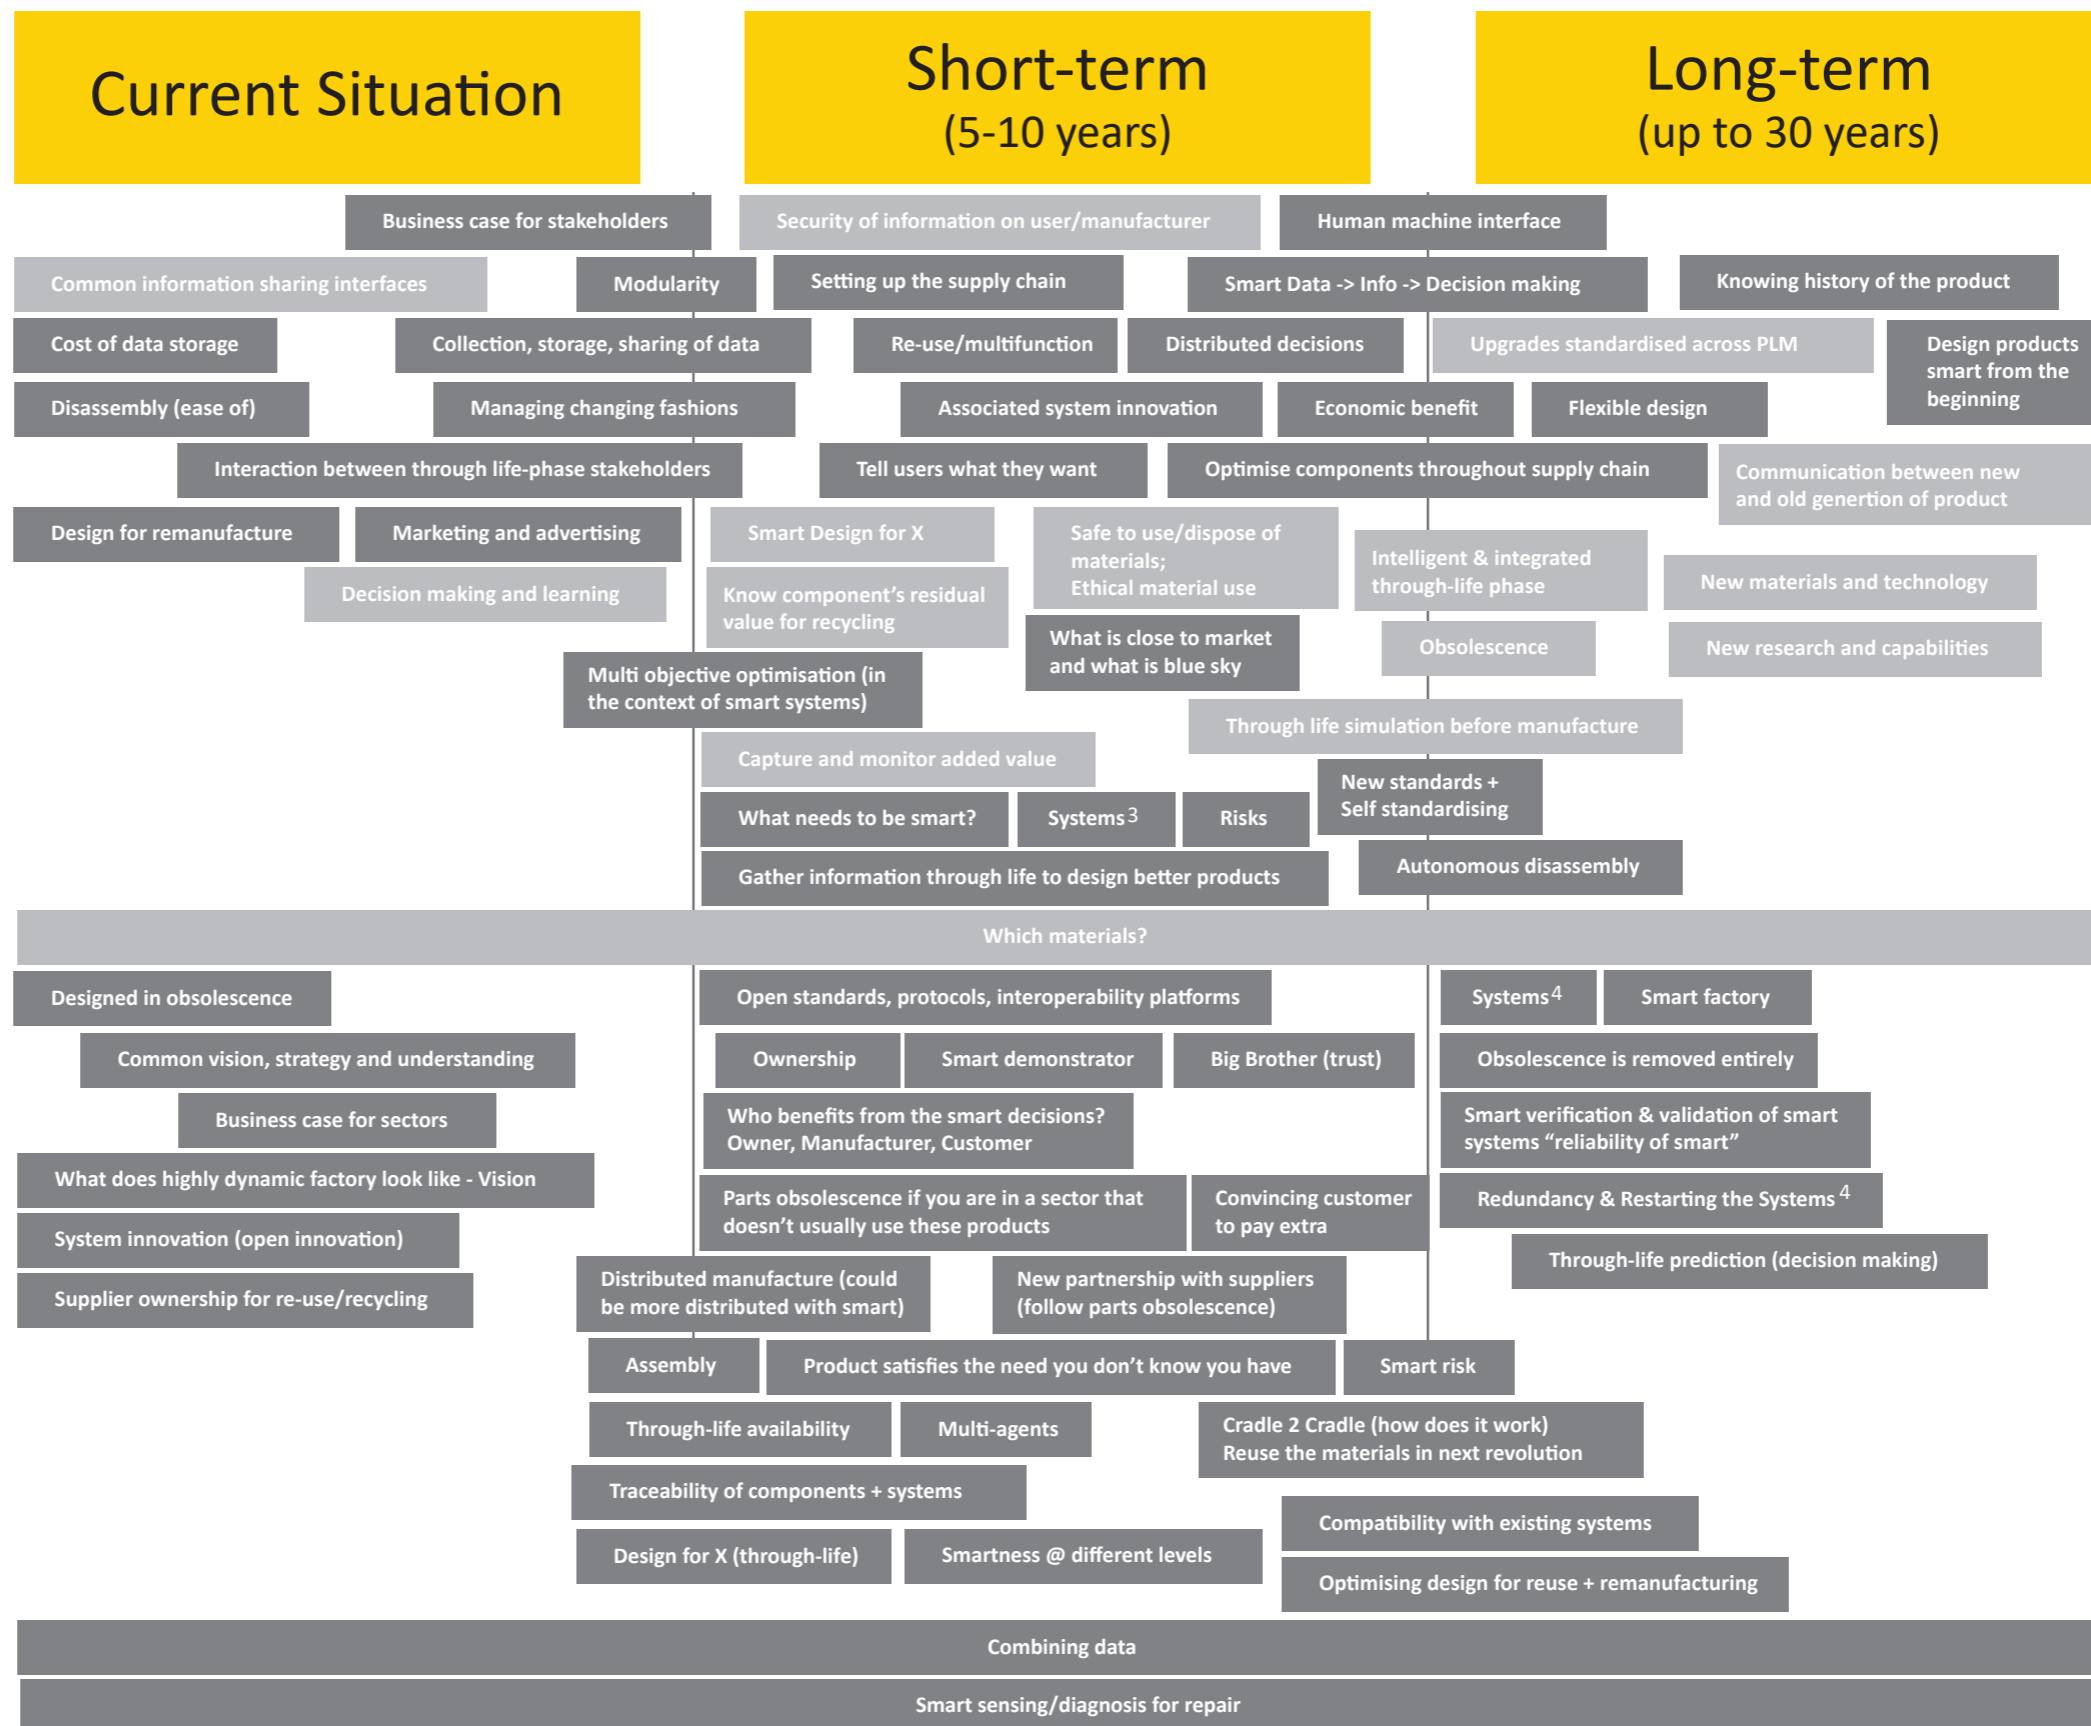 Current Situation
Short-term
(5-10 years)
Long-term
(up to 30 years)
Business case for stakeholders
Security of information on user/manufacturer
Human machine interface
Common information sharing interfaces
Modularity
Setting up the supply chain
Smart Data -> Info -> Decision making
Knowing history of the product
Cost of data storage
Collection, storage, sharing of data
Re-use/multifunction
Distributed decisions
Upgrades standardised across PLM
Design products
smart from the
beginning
Disassembly (ease of)
Managing changing fashions
Associated system innovation
Economic benefit
Flexible design
Interaction between through life-phase stakeholders
Tell users what they want
Optimise components throughout supply chain
Communication between new
and old genertion of product
Design for remanufacture
Marketing and advertising
Smart Design for X
Safe to use/dispose of
materials;
Ethical material use
Intelligent & integrated
through-life phase
New materials and technology
Decision making and learning
Know component's residual
value for recycling
What is close to market
and what is blue sky
Obsolescence
New research and capabilities
Multi objective optimisation (in
the context of smart systems)
Through life simulation before manufacture
Capture and monitor added value
New standards +
Self standardising
What needs to be smart?
Systems3
Risks
Autonomous disassembly
Gather information through life to design better products
Which materials?
Designed in obsolescence
Open standards, protocols, interoperability platforms
Systems4
Smart factory
Common vision, strategy and understanding
Ownership
Smart demonstrator
Big Brother (trust)
Obsolescence is removed entirely
Business case for sectors
Who benefits from the smart decisions?
Owner, Manufacturer, Customer
Smart verification & validation of smart
systems “reliability of smart”
What does highly dynamic factory look like - Vision
Parts obsolescence if you are in a sector that
doesn't usually use these products
Convincing customer
to pay extra
Redundancy & Restarting the Systems4
System innovation (open innovation)
Through-life prediction (decision making)
Supplier ownership for re-use/recycling
Distributed manufacture (could
be more distributed with smart)
New partnership with suppliers
(follow parts obsolescence)
Assembly
Product satisfies the need you don't know you have
Smart risk
Through-life availability
Multi-agents
Cradle 2 Cradle (how does it work)
Reuse the materials in next revolution
Traceability of components + systems
Compatibility with existing systems
Design for X (through-life)
Smartness @ different levels
Optimising design for reuse + remanufacturing
Combining data
Smart sensing/diagnosis for repair